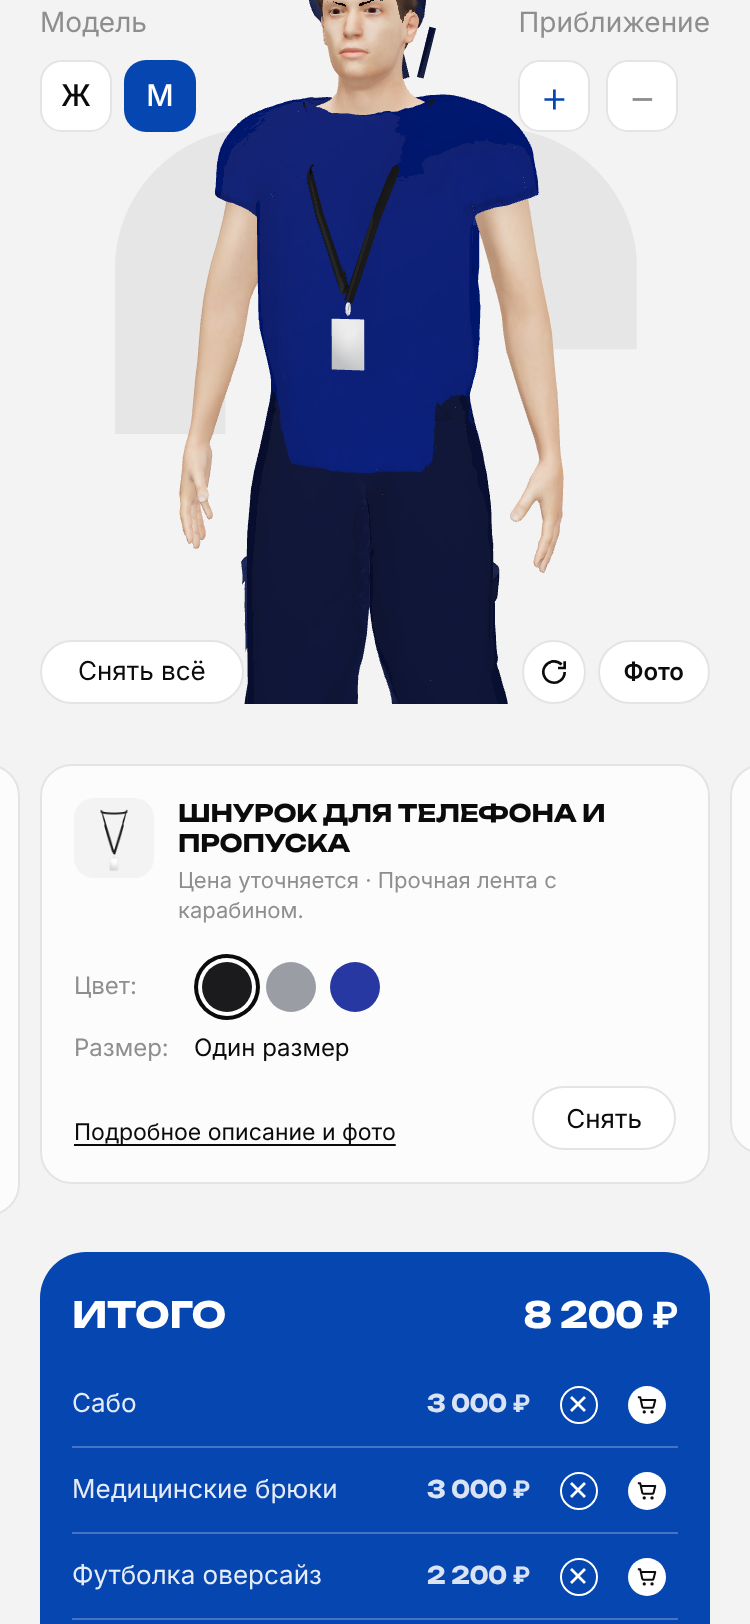 Модель
Приближение
Ж
М
+
−
Снять всё
Фото
ШНУРОК ДЛЯ ТЕЛЕФОНА И
ПРОПУСКА
Цена уточняется · Прочная лента с
карабином.
Цвет:
Размер: Один размер
Подробное описание и фото
Снять
ИТОГО 8 200 ₽
Сабо 3 000 ₽
Медицинские брюки 3 000 ₽
Футболка оверсайз 2 200 ₽